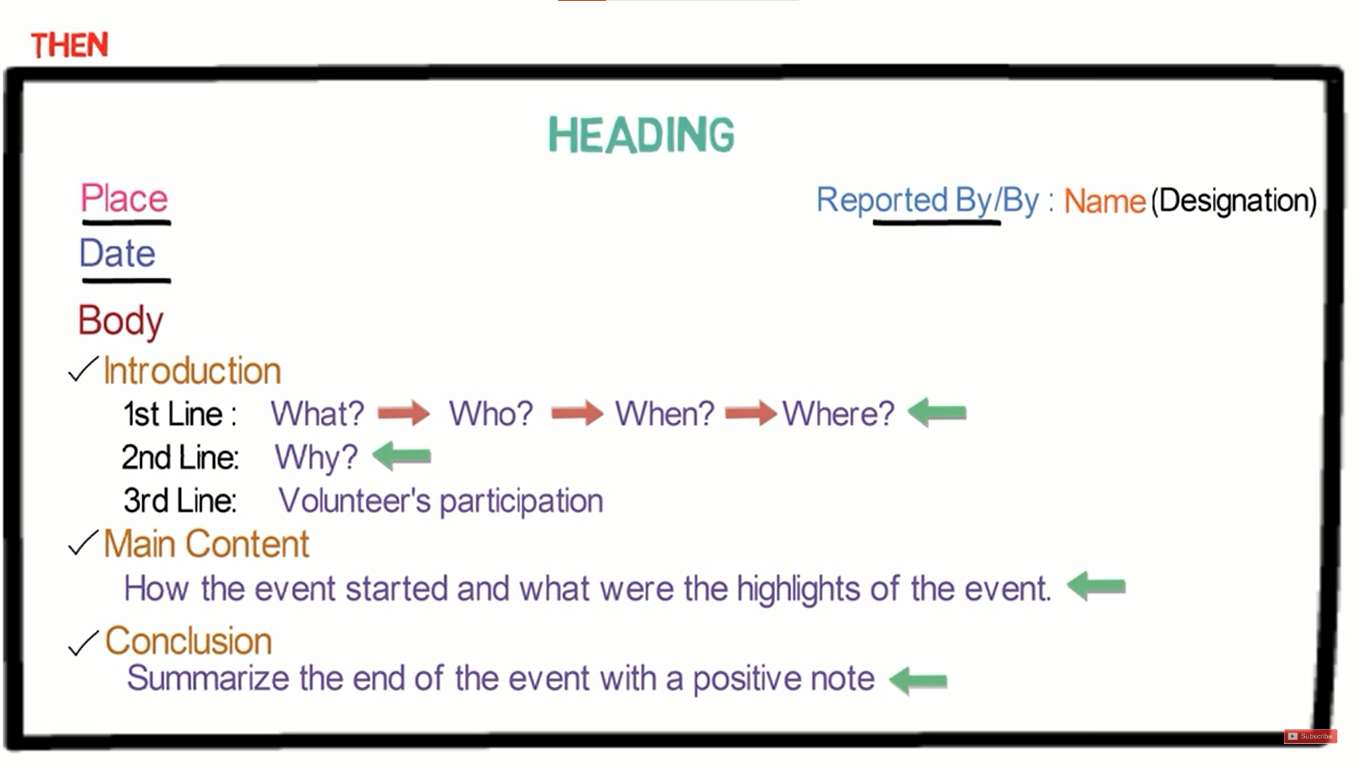 THEN
HEADING
Place
Reported By/By : Name (Designation)
Date
Body
Introduction
1st Line : What? Who? When? Where?
2nd Line: Why?
3rd Line: Volunteer's participation
Main Content
How the event started and what were the highlights of the event.
Conclusion
Summarize the end of the event with a positive note
Subscribe